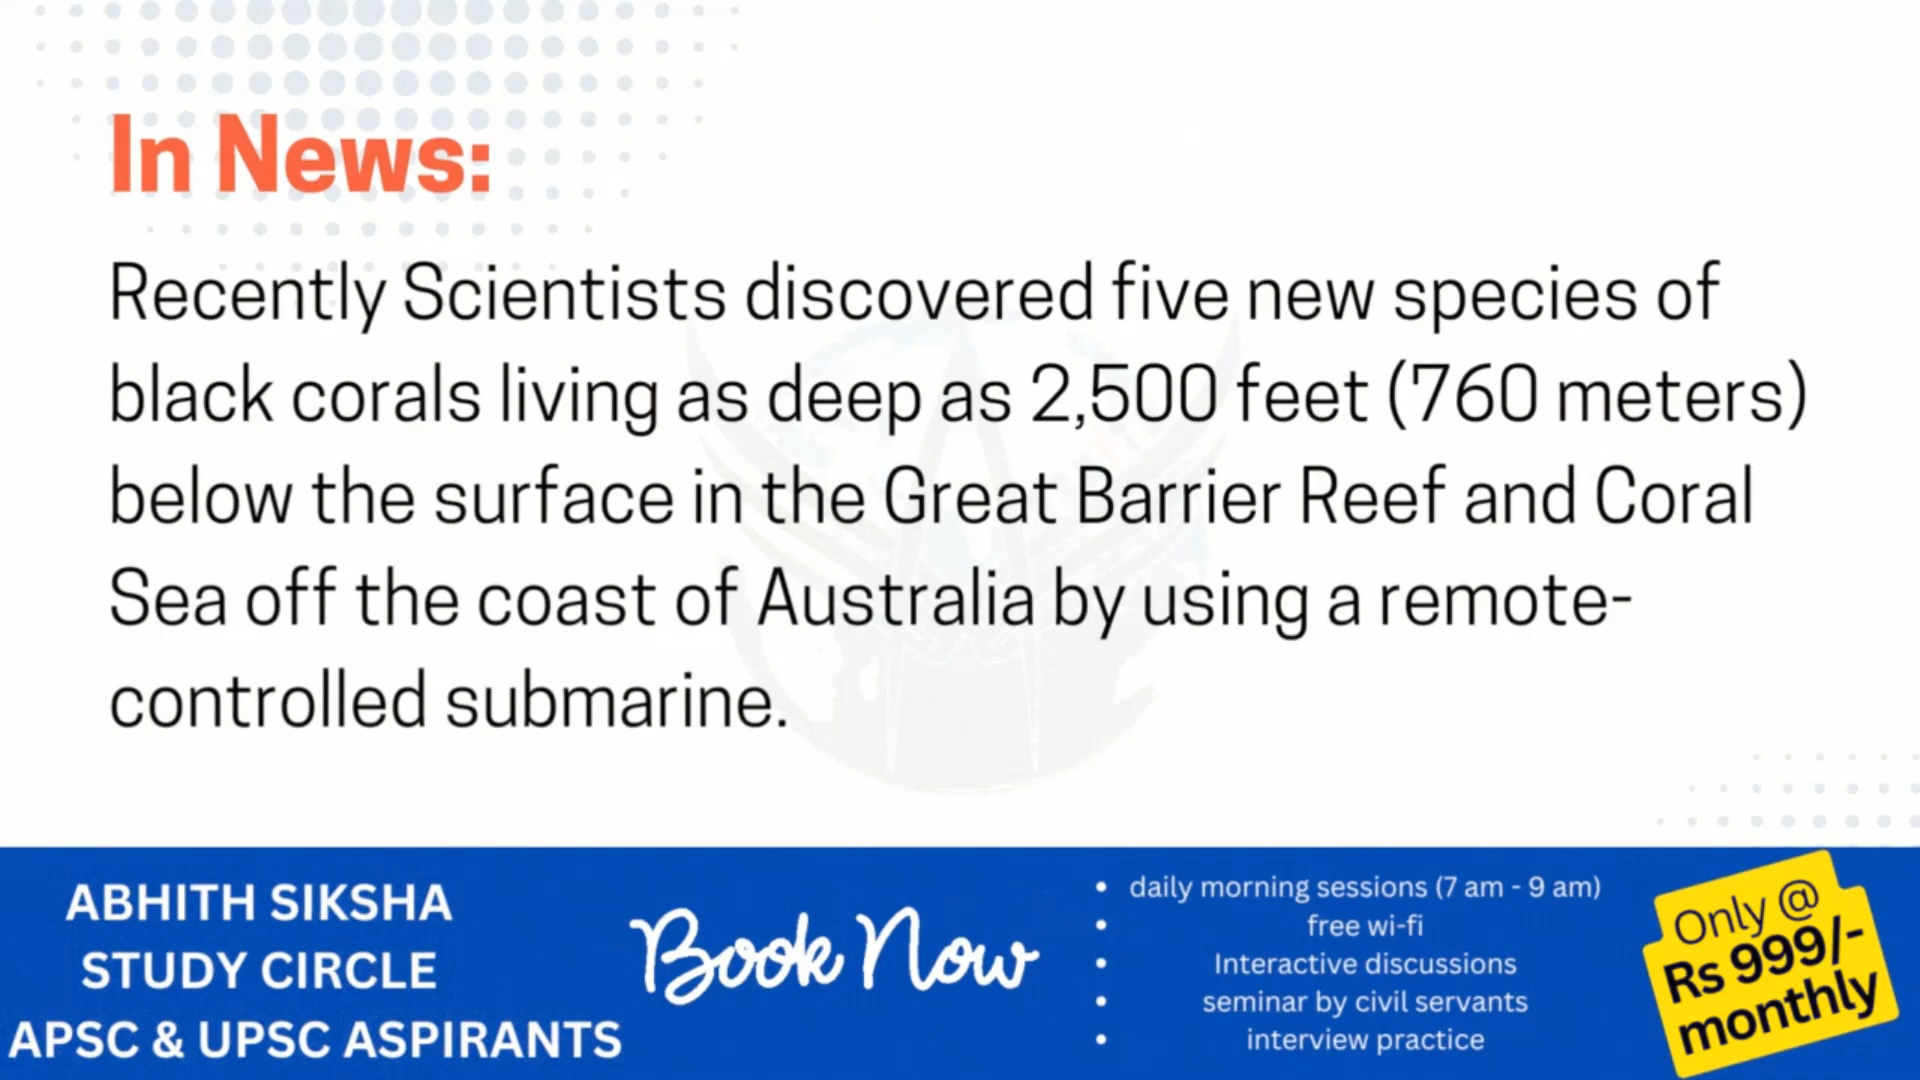 In News:
Recently Scientists discovered five new species of
black corals living as deep as 2,500 feet (760 meters)
below the surface in the Great Barrier Reef and Coral
Sea off the coast of Australia by using a remote-
controlled submarine.
ABHITH SIKSHA
STUDY CIRCLE
APSC & UPSC ASPIRANTS
Book Now
• daily morning sessions (7 am - 9 am)
• free wi-fi
• Interactive discussions
• seminar by civil servants
• interview practice
Only @
Rs 999/-
monthly